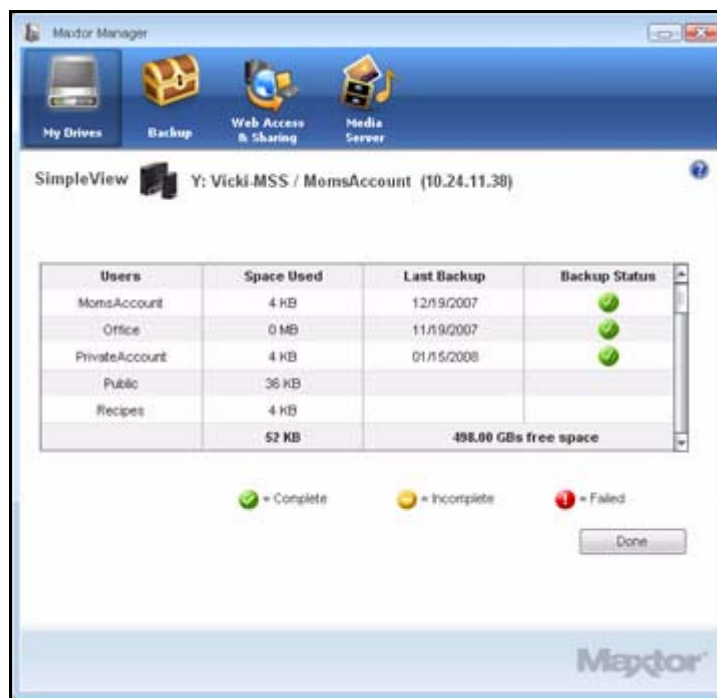 Maxtor Manager
My Drives
Backup
Web Access & Sharing
Media Server
SimpleView Y: Vicki-MSS / MomsAccount (10.24.11.38)
Users Space Used Last Backup Backup Status
MomsAccount 4 KB 12/19/2007
Office 0 MB 11/19/2007
PrivateAccount 4 KB 01/15/2008
Public 36 KB
Recipes 4 KB
52 KB 498.00 GBs free space
= Complete = Incomplete = Failed
Done
Maxtor